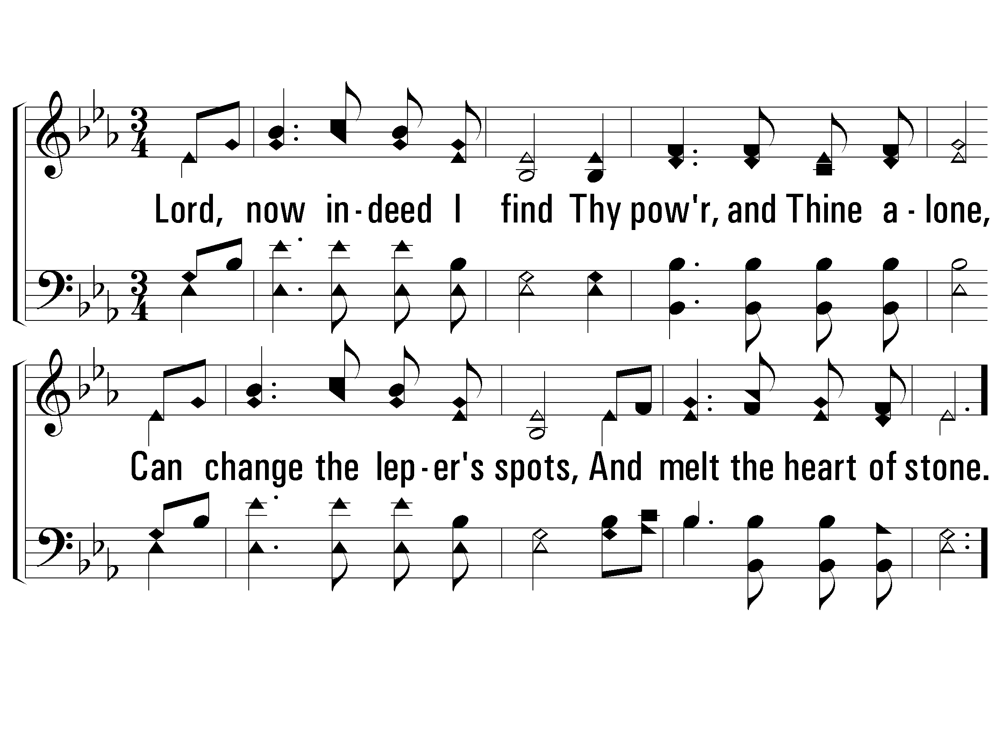 Lord, now in - deed I find Thy pow'r, and Thine a - lone,
Can change the lep - er's spots, And melt the heart of stone.